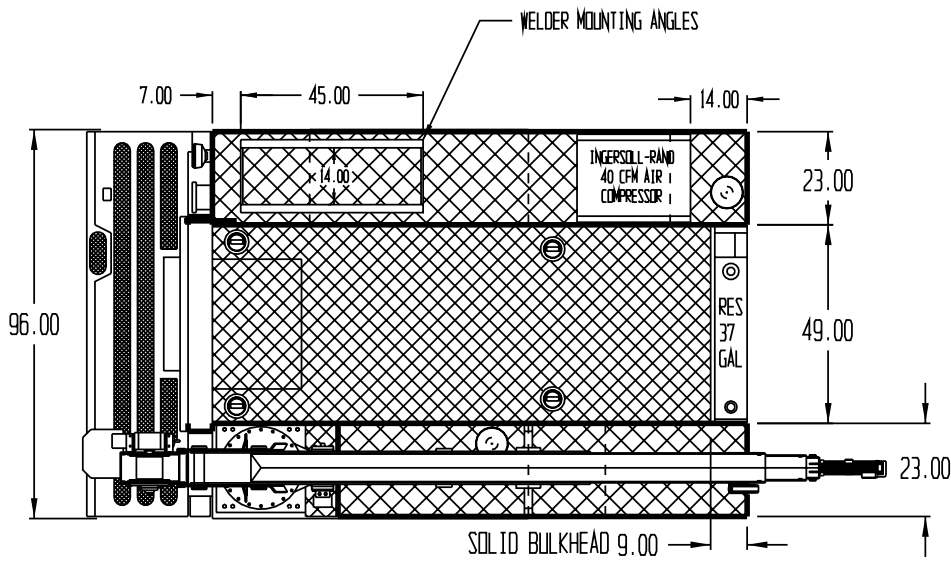 WELDER MOUNTING ANGLES
7.00
45.00
14.00
14.00
INGERSOLL-RAND
40 CFM AIR
COMPRESSOR
23.00
96.00
RES
37
GAL
49.00
23.00
SOLID BULKHEAD 9.00